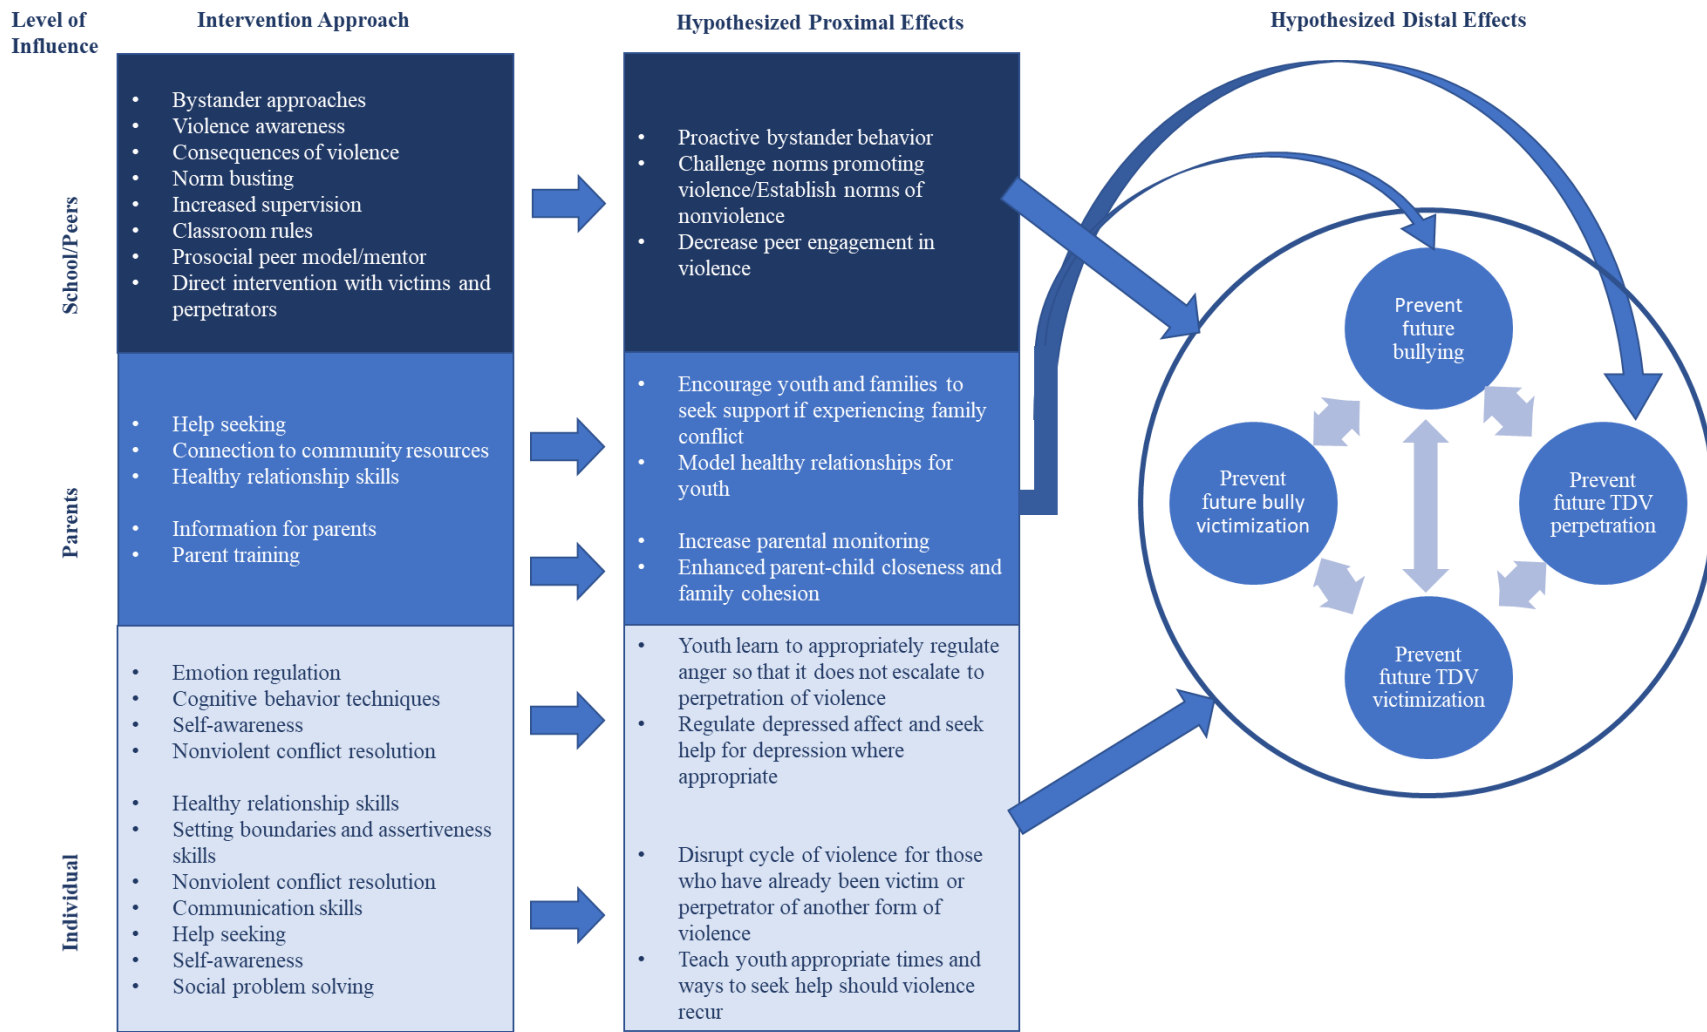 Level of
Influence
Intervention Approach
Hypothesized Proximal Effects
Hypothesized Distal Effects
School/Peers
• Bystander approaches
• Violence awareness
• Consequences of violence
• Norm busting
• Increased supervision
• Classroom rules
• Prosocial peer model/mentor
• Direct intervention with victims and
perpetrators
• Proactive bystander behavior
• Challenge norms promoting
violence/Establish norms of
nonviolence
• Decrease peer engagement in
violence
Parents
• Help seeking
• Connection to community resources
• Healthy relationship skills
• Information for parents
• Parent training
• Encourage youth and families to
seek support if experiencing family
conflict
• Model healthy relationships for
youth
• Increase parental monitoring
• Enhanced parent-child closeness and
family cohesion
Individual
• Emotion regulation
• Cognitive behavior techniques
• Self-awareness
• Nonviolent conflict resolution
• Healthy relationship skills
• Setting boundaries and assertiveness
skills
• Nonviolent conflict resolution
• Communication skills
• Help seeking
• Self-awareness
• Social problem solving
• Youth learn to appropriately regulate
anger so that it does not escalate to
perpetration of violence
• Regulate depressed affect and seek
help for depression where
appropriate
• Disrupt cycle of violence for those
who have already been victim or
perpetrator of another form of
violence
• Teach youth appropriate times and
ways to seek help should violence
recur
Prevent
future
bullying
Prevent
future bully
victimization
Prevent
future TDV
perpetration
Prevent
future TDV
victimization